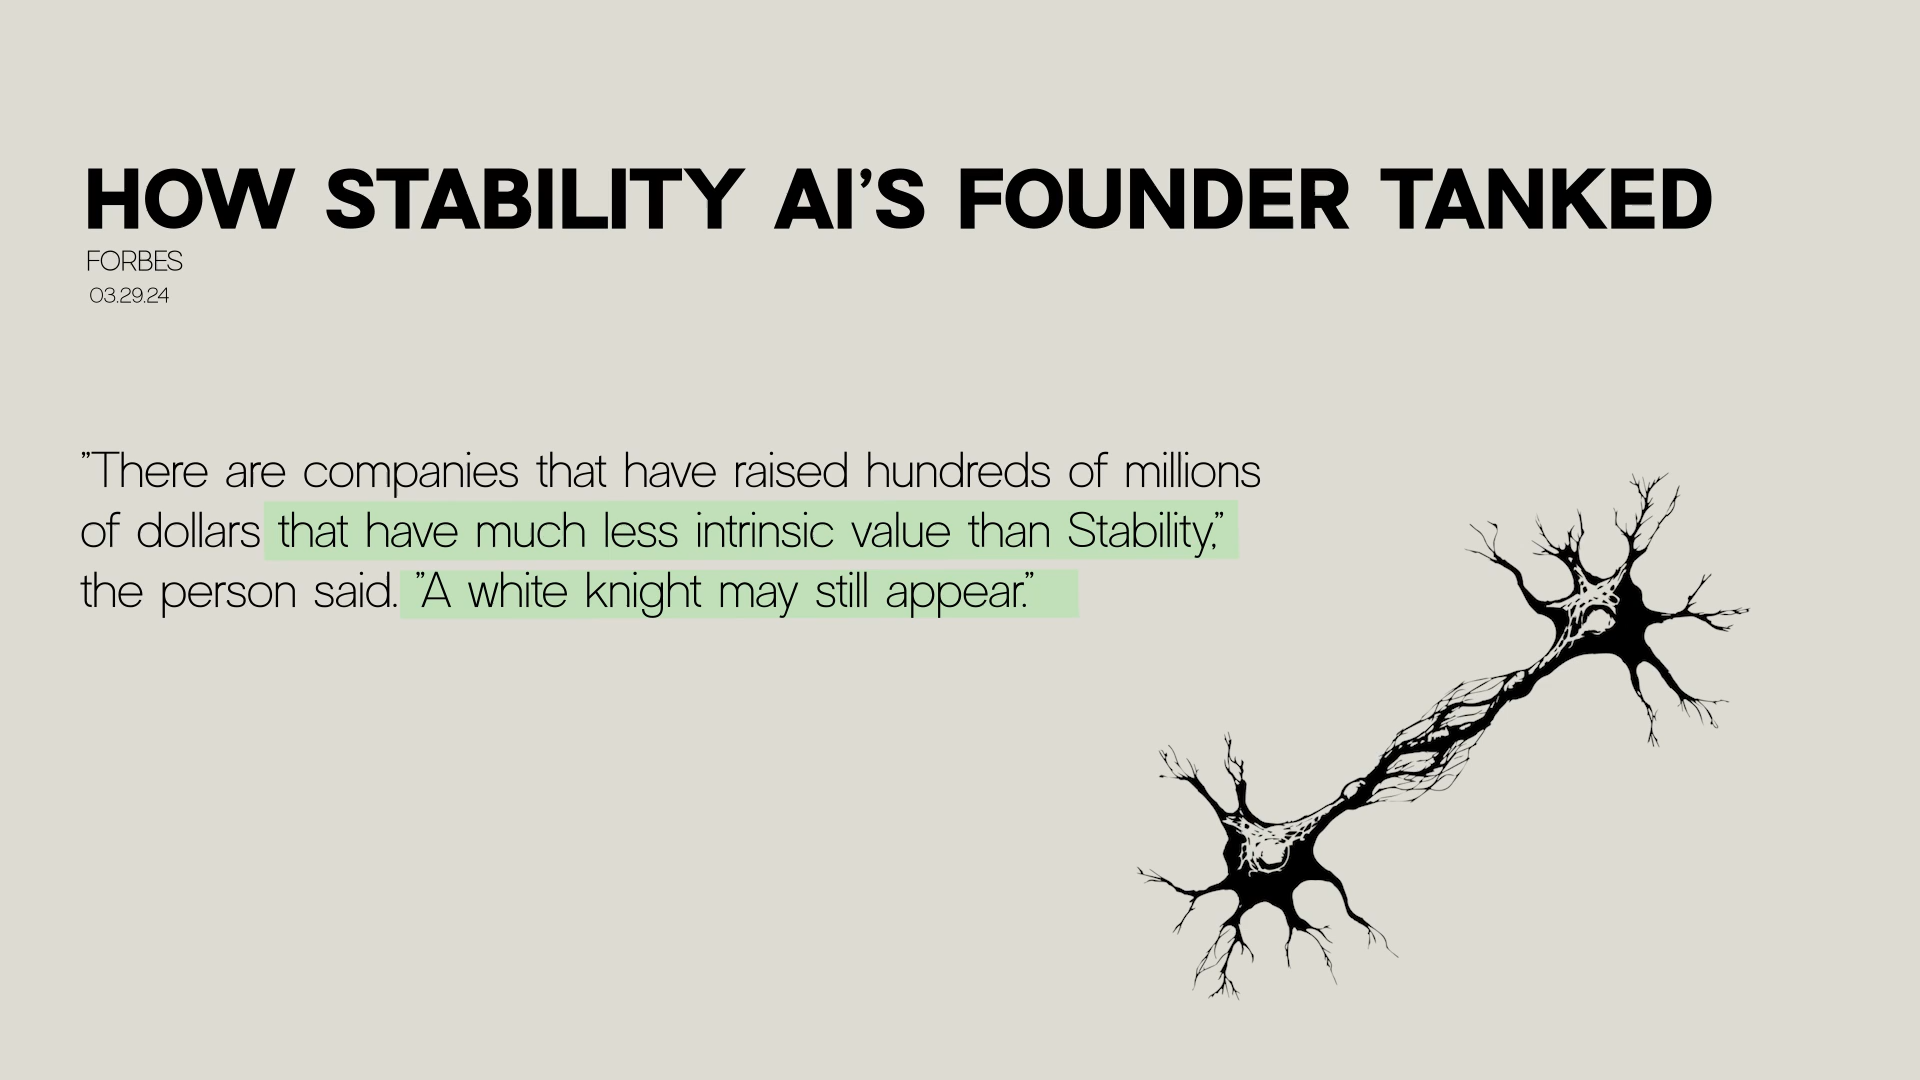 HOW STABILITY AI’S FOUNDER TANKED
FORBES
03.29.24
”There are companies that have raised hundreds of millions
of dollars that have much less intrinsic value than Stability,”
the person said. ”A white knight may still appear.”